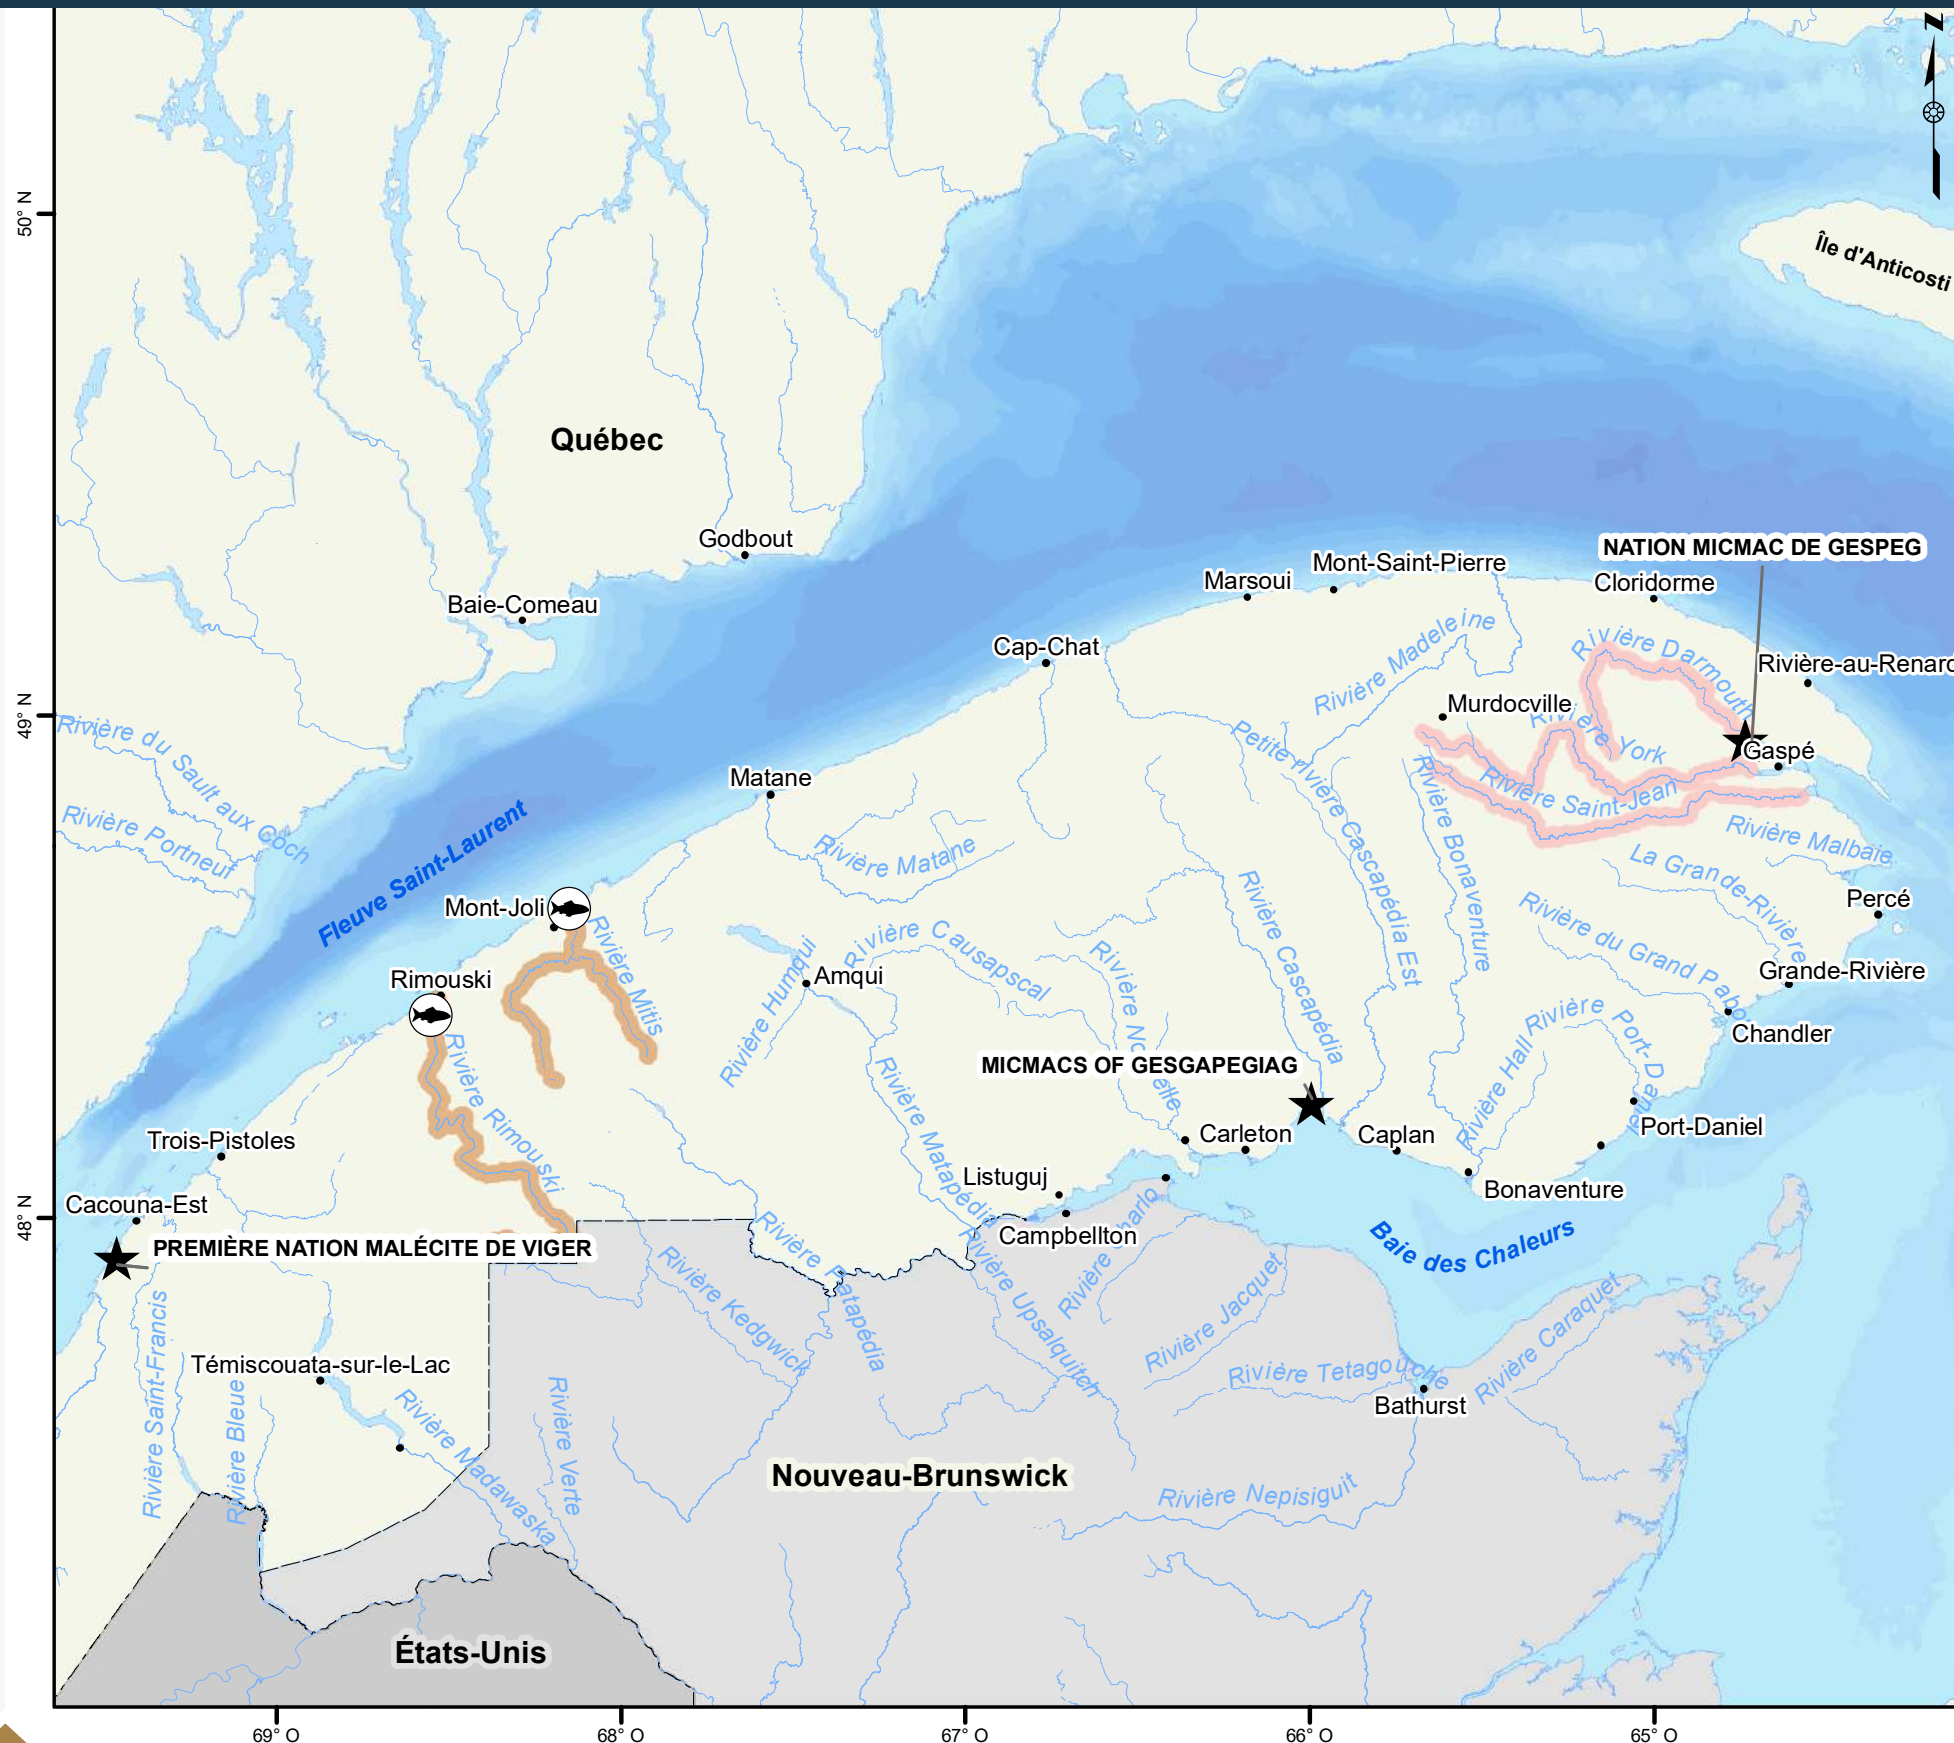 N
50° N
49° N
48° N
69° O
68° O
67° O
66° O
65° O
Île d'Anticosti
Québec
Godbout
Baie-Comeau
NATION MICMAC DE GESPEG
Mont-Saint-Pierre
Marsoui
Cloridorme
Cap-Chat
Rivière Madeleine
Rivière Darmouth
Rivière-au-Renard
Murdocville
Rivière York
Gaspé
Rivière du Sault aux Coch
Rivière Portneuf
Petite rivière Cascapédia Est
Matane
Rivière Saint-Jean
Rivière Bonaventure
Rivière Malbaie
Rivière Matane
La Grande-Rivière
Fleuve Saint-Laurent
Mont-Joli
Rivière Mitis
Percé
Rivière Cascapédia
Rivière du Grand Pabo
Rivière Causapscal
Rivière Humqui
Amqui
Grande-Rivière
Rimouski
Chandler
Rivière Hall
Rivière Port-Daniel
MICMACS OF GESGAPEGIAG
Rivière Rimouski
Rivière Matapédia
Trois-Pistoles
Carleton
Caplan
Port-Daniel
Listuguj
Bonaventure
Cacouna-Est
Campbellton
PREMIÈRE NATION MALÉCITE DE VIGER
Baie des Chaleurs
Rivière Patapédia
Rivière Kedgwick
Rivière Upsalquitch
Rivière Jacquet
Rivière Caraquet
Rivière Saint-Francis
Témiscouata-sur-le-Lac
Rivière Bleue
Rivière Tetagouche
Bathurst
Rivière Madawaska
Rivière Verte
Nouveau-Brunswick
Rivière Nepisiguit
États-Unis